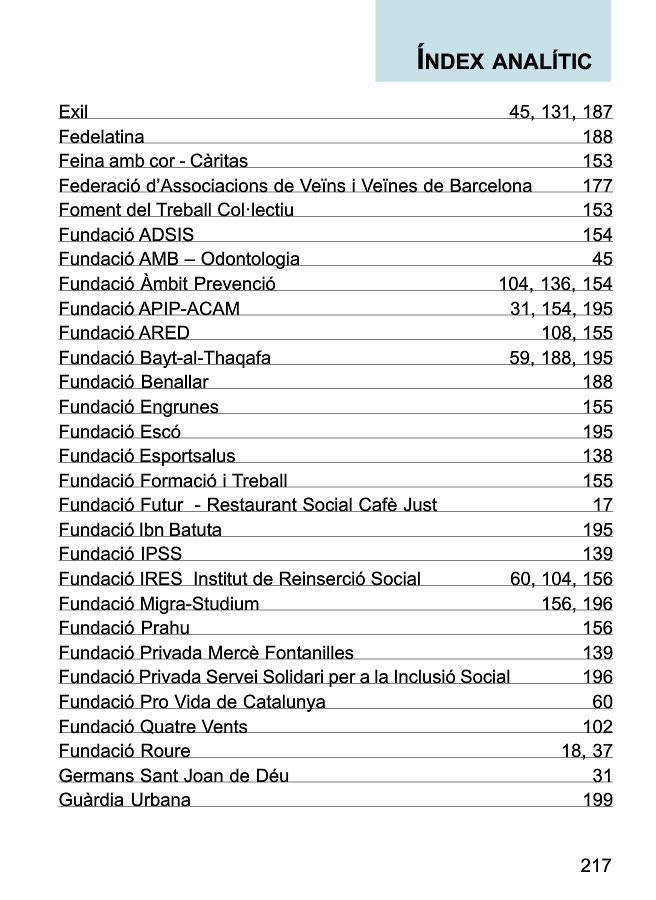 ÍNDEX ANALÍTIC
Exil 45, 131, 187
Fedelatina 188
Feina amb cor - Càritas 153
Federació d’Associacions de Veïns i Veïnes de Barcelona 177
Foment del Treball Col·lectiu 153
Fundació ADSIS 154
Fundació AMB – Odontologia 45
Fundació Àmbit Prevenció 104, 136, 154
Fundació APIP-ACAM 31, 154, 195
Fundació ARED 108, 155
Fundació Bayt-al-Thaqafa 59, 188, 195
Fundació Benallar 188
Fundació Engrunes 155
Fundació Escó 195
Fundació Esportsalus 138
Fundació Formació i Treball 155
Fundació Futur - Restaurant Social Cafè Just 17
Fundació Ibn Batuta 195
Fundació IPSS 139
Fundació IRES Institut de Reinserció Social 60, 104, 156
Fundació Migra-Studium 156, 196
Fundació Prahu 156
Fundació Privada Mercè Fontanilles 139
Fundació Privada Servei Solidari per a la Inclusió Social 196
Fundació Pro Vida de Catalunya 60
Fundació Quatre Vents 102
Fundació Roure 18, 37
Germans Sant Joan de Déu 31
Guàrdia Urbana 199
217